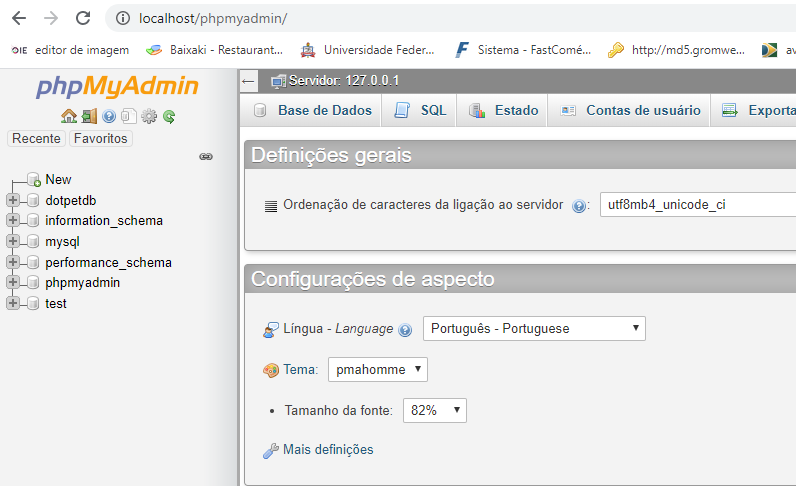 localhost/phpmyadmin/
OIE editor de imagem Baixaki - Restaurant... Universidade Feder... Sistema - FastComé... http://md5.gromwe... av
phpMyAdmin
Recente Favoritos
New
dotpetdb
information_schema
mysql
performance_schema
phpmyadmin
test
Servidor: 127.0.0.1
Base de Dados SQL Estado Contas de usuário Exporta
Definições gerais
Ordenação de caracteres da ligação ao servidor : utf8mb4_unicode_ci
Configurações de aspecto
Língua - Language Português - Portuguese
Tema: pmahomme
Tamanho da fonte: 82%
Mais definições